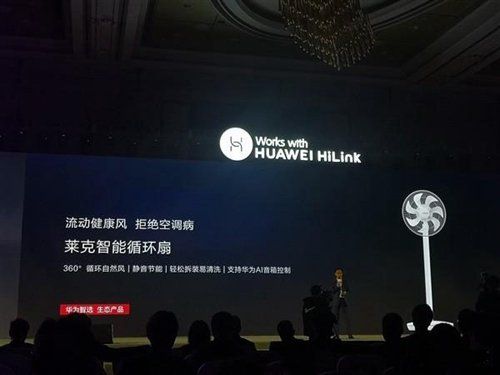 Works with
HUAWEI HiLink
流动健康风 拒绝空调病
莱克智能循环扇
360° 循环自然风 | 静音节能 | 轻松拆装易清洗 | 支持华为AI音箱控制
华为智选 生态产品